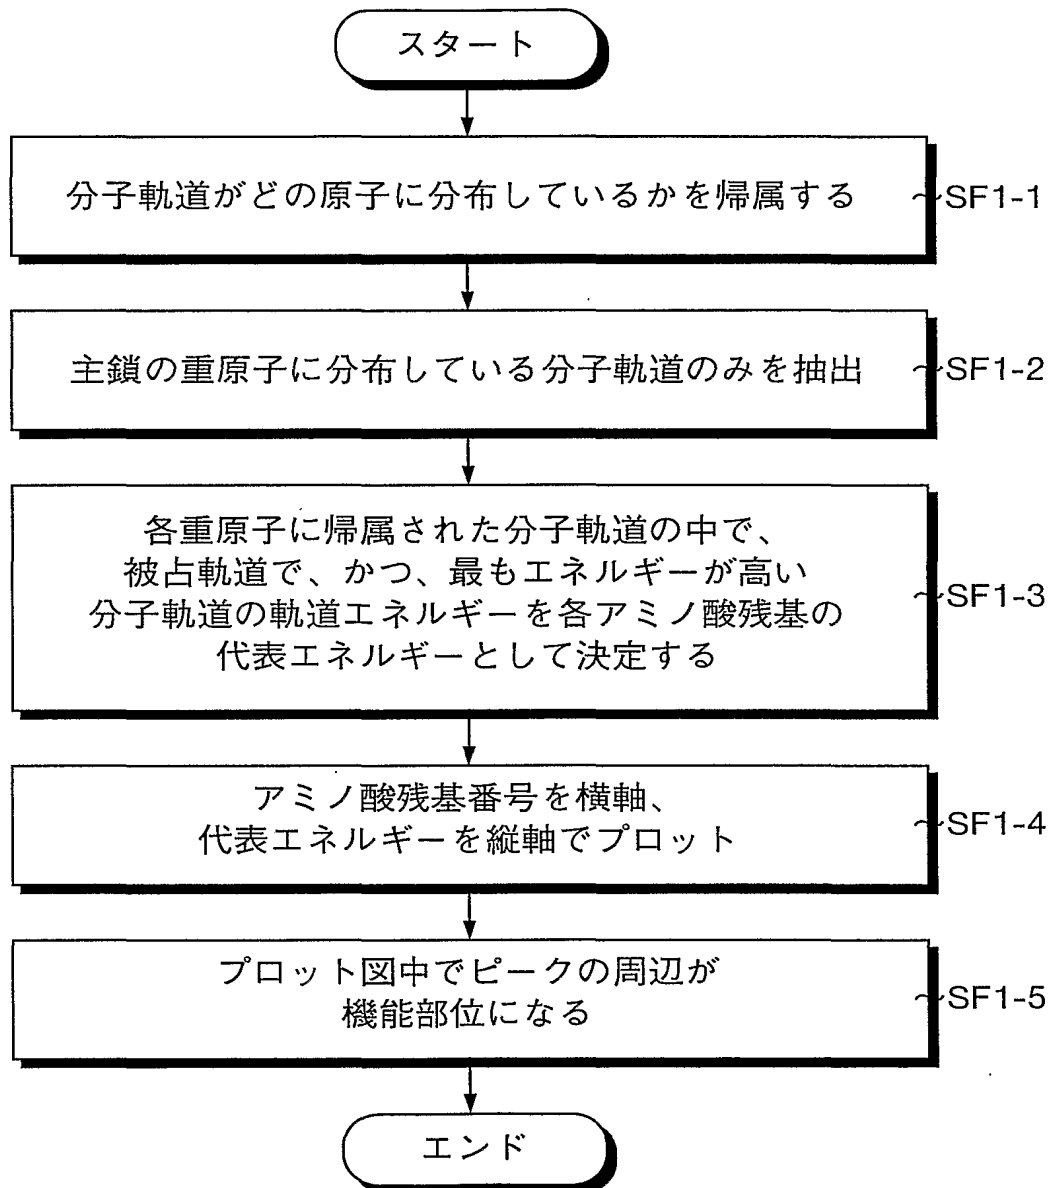 スタート
分子軌道がどの原子に分布しているかを帰属する
SF1-1
主鎖の重原子に分布している分子軌道のみを抽出
SF1-2
各重原子に帰属された分子軌道の中で、
被占軌道で、かつ、最もエネルギーが高い
分子軌道の軌道エネルギーを各アミノ酸残基の
代表エネルギーとして決定する
SF1-3
アミノ酸残基番号を横軸、
代表エネルギーを縦軸でプロット
SF1-4
プロット図中でピークの周辺が
機能部位になる
SF1-5
エンド